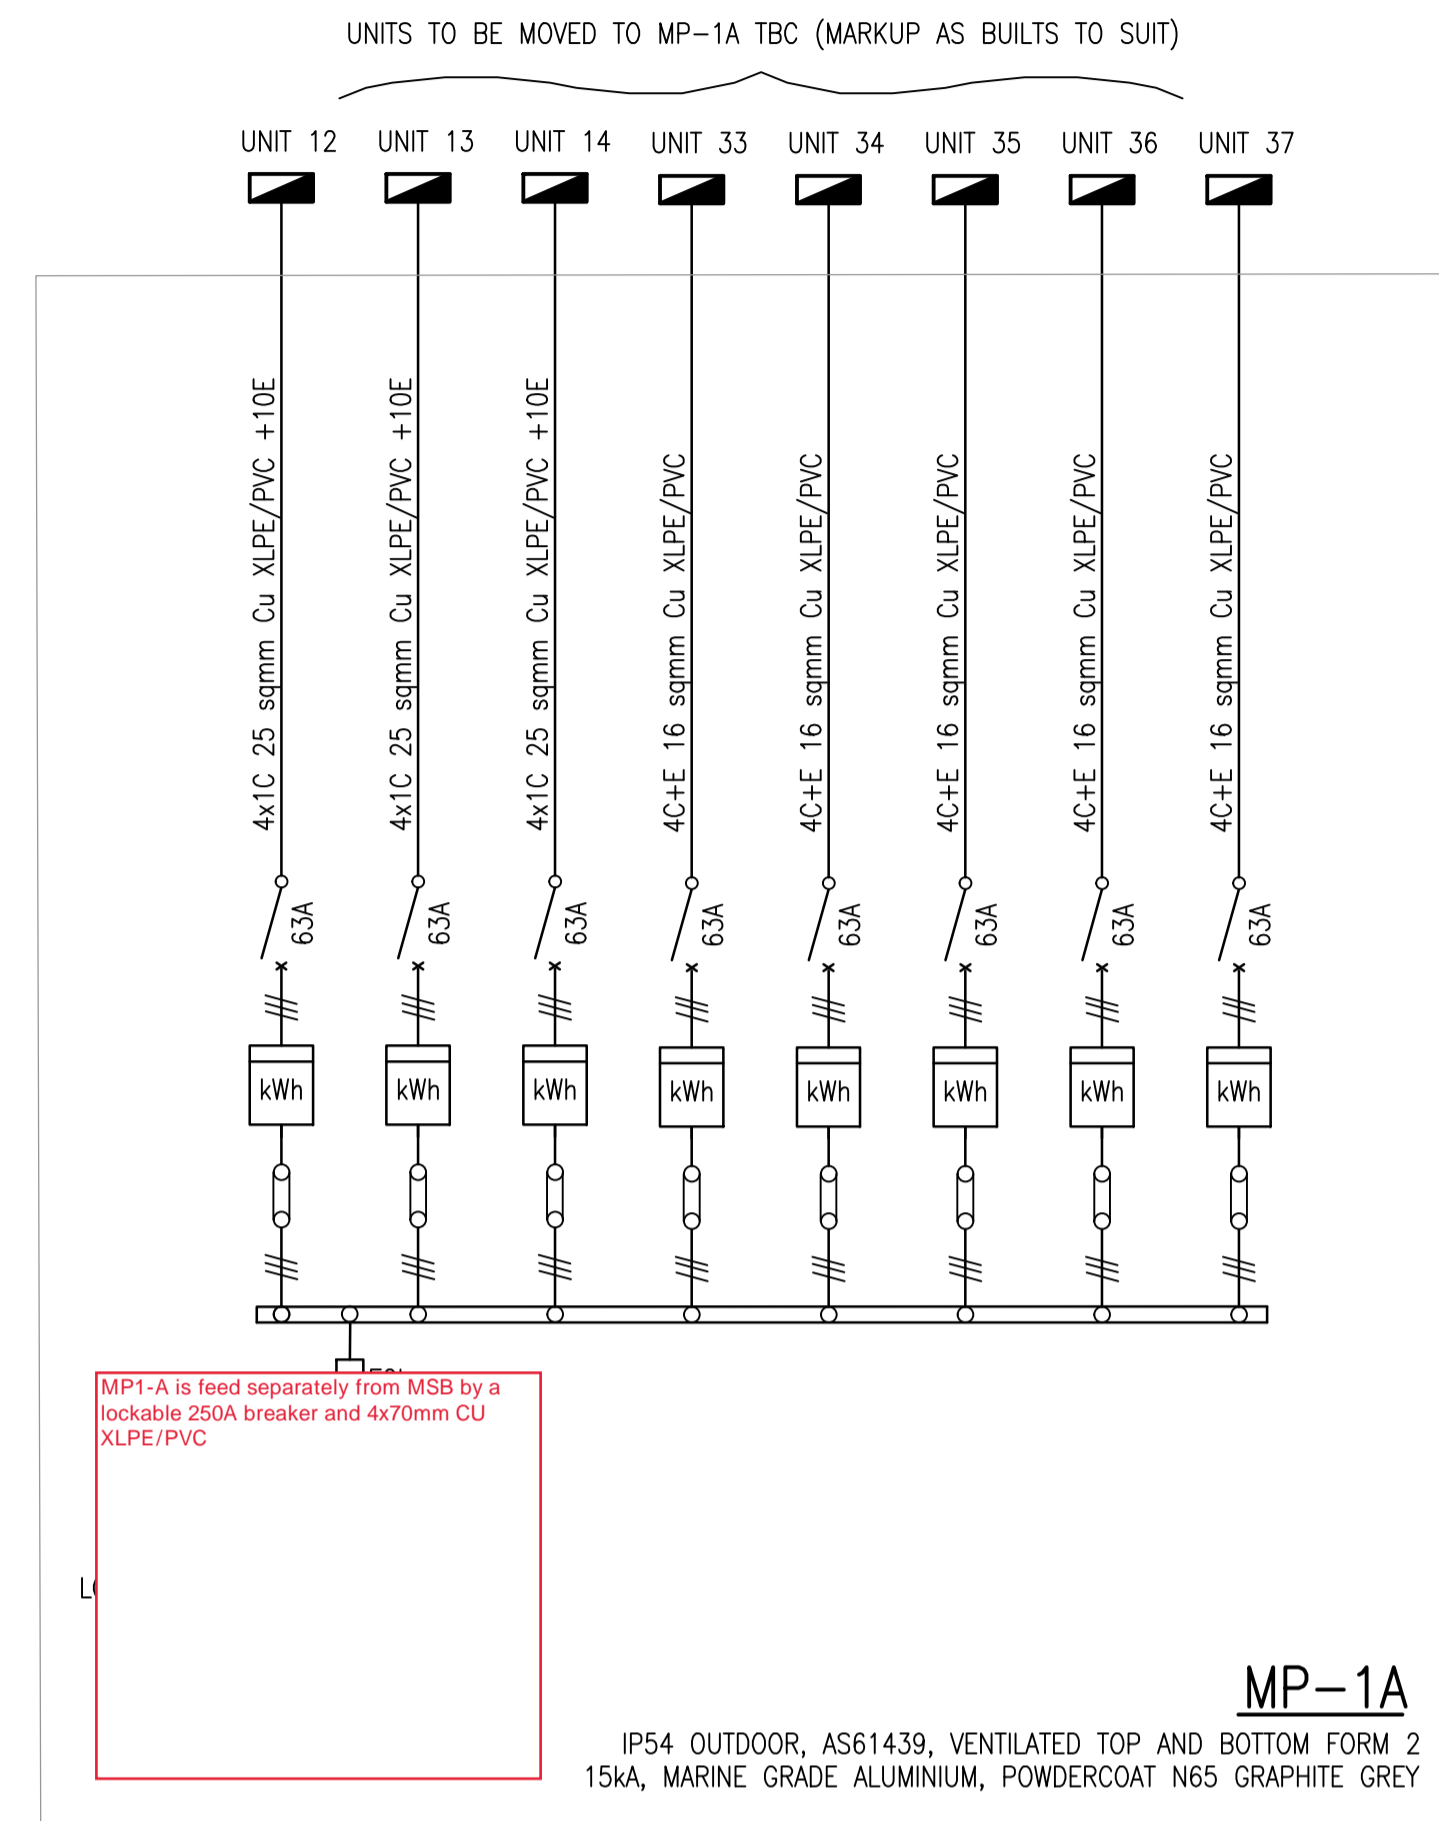 UNITS TO BE MOVED TO MP-1A TBC (MARKUP AS BUILTS TO SUIT)
UNIT 12 UNIT 13 UNIT 14 UNIT 33 UNIT 34 UNIT 35 UNIT 36 UNIT 37
4x1C 25 sqmm Cu XLPE/PVC +10E
4x1C 25 sqmm Cu XLPE/PVC +10E
4x1C 25 sqmm Cu XLPE/PVC +10E
4C+E 16 sqmm Cu XLPE/PVC
4C+E 16 sqmm Cu XLPE/PVC
4C+E 16 sqmm Cu XLPE/PVC
4C+E 16 sqmm Cu XLPE/PVC
4C+E 16 sqmm Cu XLPE/PVC
63A 63A 63A 63A 63A 63A 63A 63A
kWh kWh kWh kWh kWh kWh kWh kWh
MP1-A is feed separately from MSB by a
lockable 250A breaker and 4x70mm CU
XLPE/PVC
MP-1A
IP54 OUTDOOR, AS61439, VENTILATED TOP AND BOTTOM FORM 2
15kA, MARINE GRADE ALUMINIUM, POWDERCOAT N65 GRAPHITE GREY